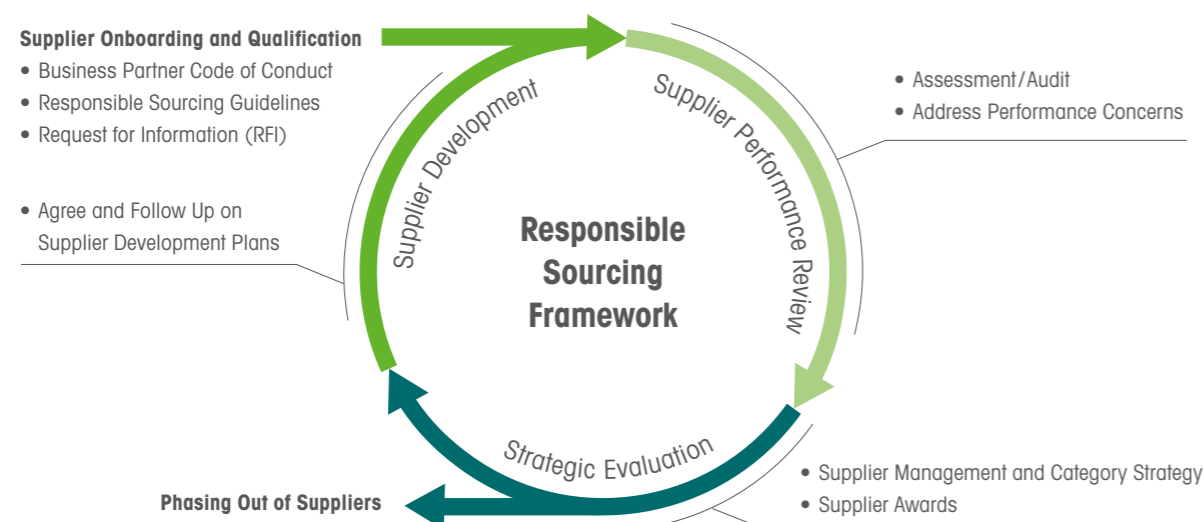 Supplier Onboarding and Qualification
• Business Partner Code of Conduct
• Responsible Sourcing Guidelines
• Request for Information (RFI)
• Agree and Follow Up on
Supplier Development Plans
Supplier Development
Supplier Performance Review
• Assessment/Audit
• Address Performance Concerns
Responsible
Sourcing
Framework
Strategic Evaluation
Phasing Out of Suppliers
• Supplier Management and Category Strategy
• Supplier Awards